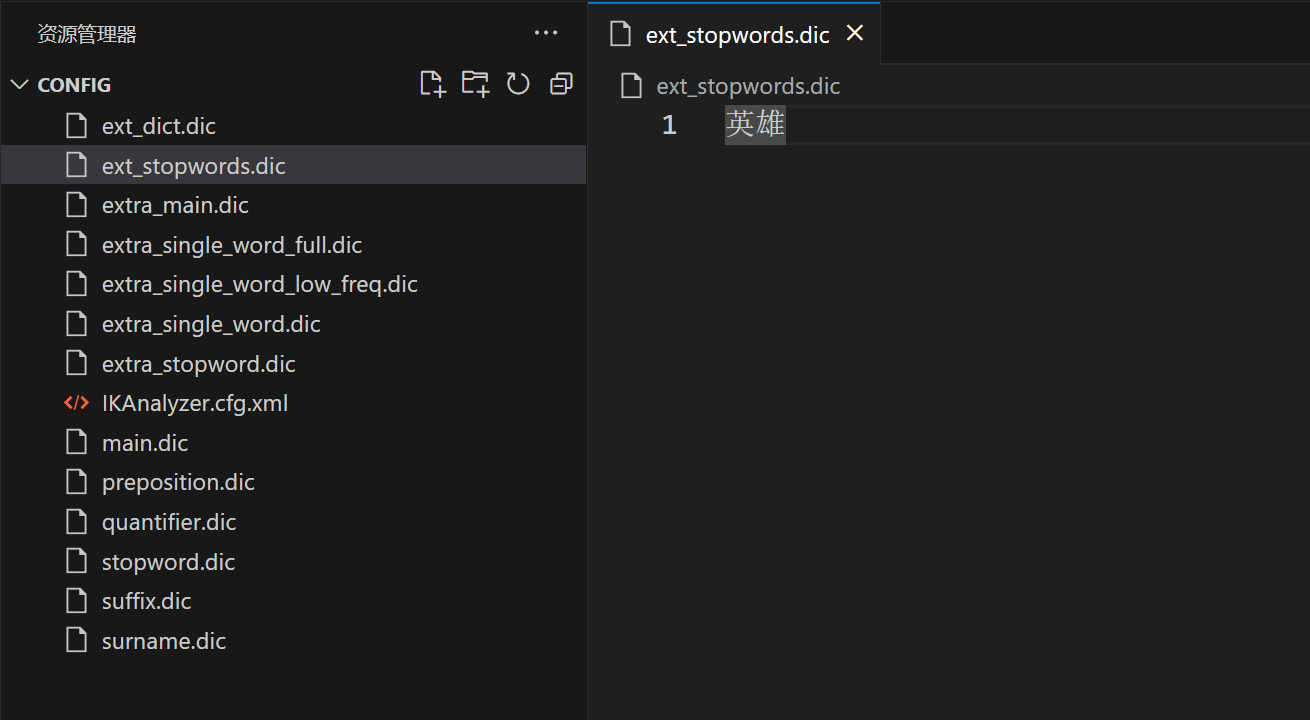 资源管理器
CONFIG
ext_dict.dic
ext_stopwords.dic
extra_main.dic
extra_single_word_full.dic
extra_single_word_low_freq.dic
extra_single_word.dic
extra_stopword.dic
IKAnalyzer.cfg.xml
main.dic
preposition.dic
quantifier.dic
stopword.dic
suffix.dic
surname.dic
ext_stopwords.dic
ext_stopwords.dic
1 英雄